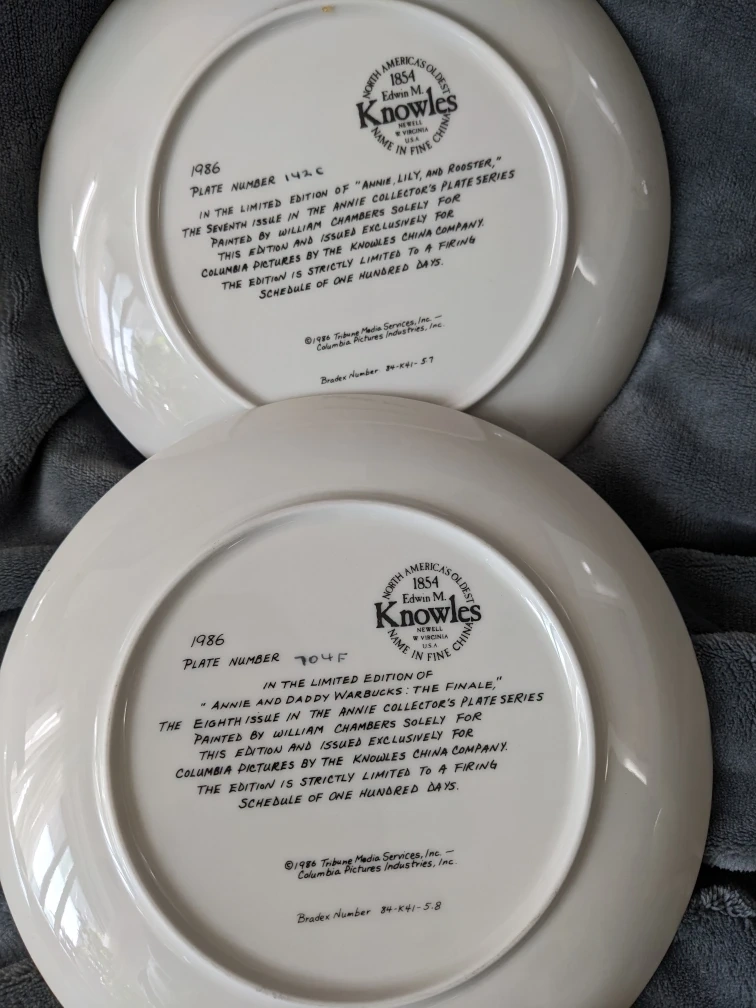 NORTH AMERICA'S OLDEST
1854
Edwin M.
Knowles
NEWELL
W VIRGINIA
U.S.A
NAME IN FINE CHINA
1986
PLATE NUMBER 142C
IN THE LIMITED EDITION OF "ANNIE, LILY, AND ROOSTER,"
THE SEVENTH ISSUE IN THE ANNIE COLLECTOR'S PLATE SERIES
PAINTED BY WILLIAM CHAMBERS SOLELY FOR
THIS EDITION AND ISSUED EXCLUSIVELY FOR
COLUMBIA PICTURES BY THE KNOWLES CHINA COMPANY.
THE EDITION IS STRICTLY LIMITED TO A FIRING
SCHEDULE OF ONE HUNDRED DAYS.
©1986 Tribune Media Services, Inc. —
Columbia Pictures Industries, Inc.
Bradex Number 84-K41-5.7
NORTH AMERICA'S OLDEST
1854
Edwin M.
Knowles
NEWELL
W VIRGINIA
U.S.A
NAME IN FINE CHINA
1986
PLATE NUMBER 704F
IN THE LIMITED EDITION OF
"ANNIE AND DADDY WARBUCKS: THE FINALE,"
THE EIGHTH ISSUE IN THE ANNIE COLLECTOR'S PLATE SERIES
PAINTED BY WILLIAM CHAMBERS SOLELY FOR
THIS EDITION AND ISSUED EXCLUSIVELY FOR
COLUMBIA PICTURES BY THE KNOWLES CHINA COMPANY.
THE EDITION IS STRICTLY LIMITED TO A FIRING
SCHEDULE OF ONE HUNDRED DAYS.
©1986 Tribune Media Services, Inc. —
Columbia Pictures Industries, Inc.
Bradex Number 84-K41-5.8